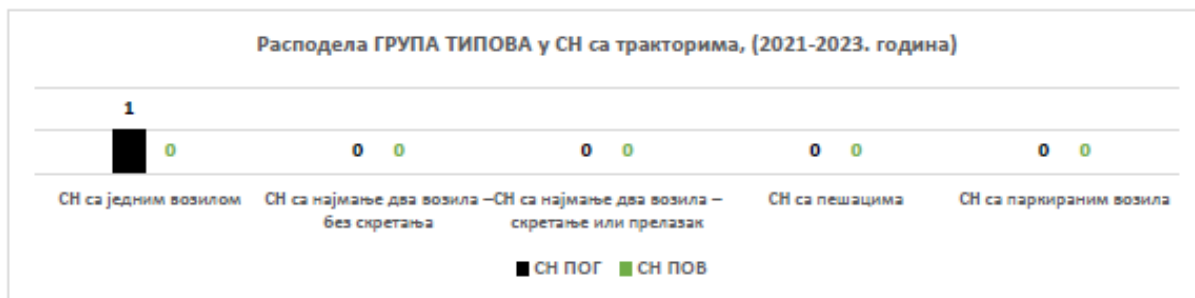 Расподела ГРУПА ТИПОВА у СН са тракторима, (2021-2023. година)
1
0
0 0
0 0
0 0
0 0
СН са једним возилом
СН са најмање два возила –
без скретања
СН са најмање два возила –
скретање или прелазак
СН са пешацима
СН са паркираним возила
СН ПОГ СН ПОВ